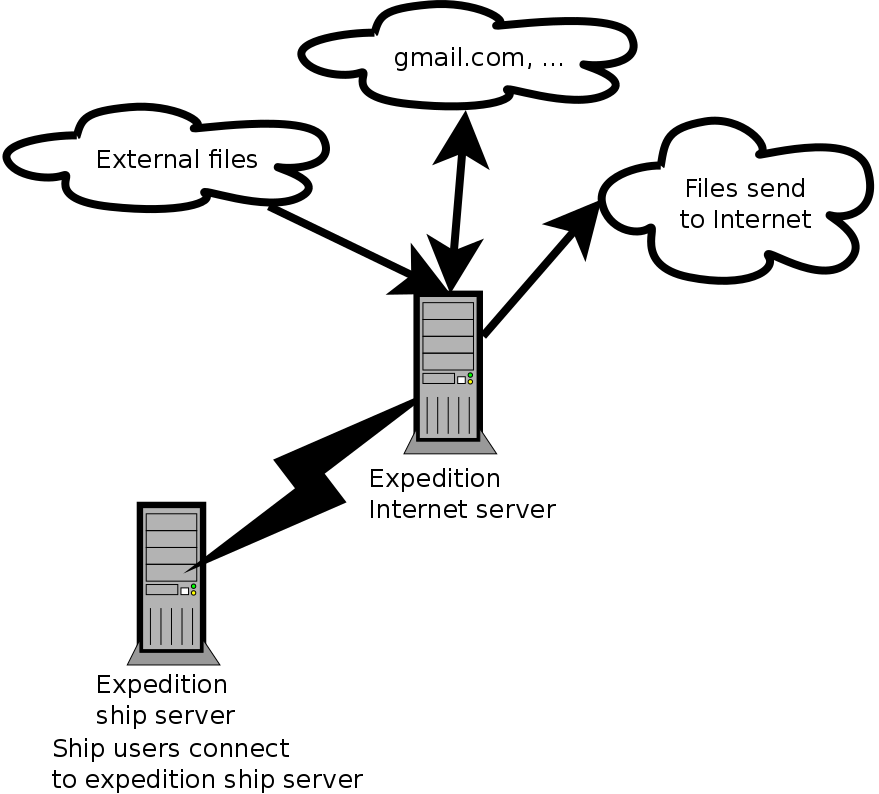 gmail.com, ...
External files
Files send
to Internet
Expedition
Internet server
Expedition
ship server
Ship users connect
to expedition ship server